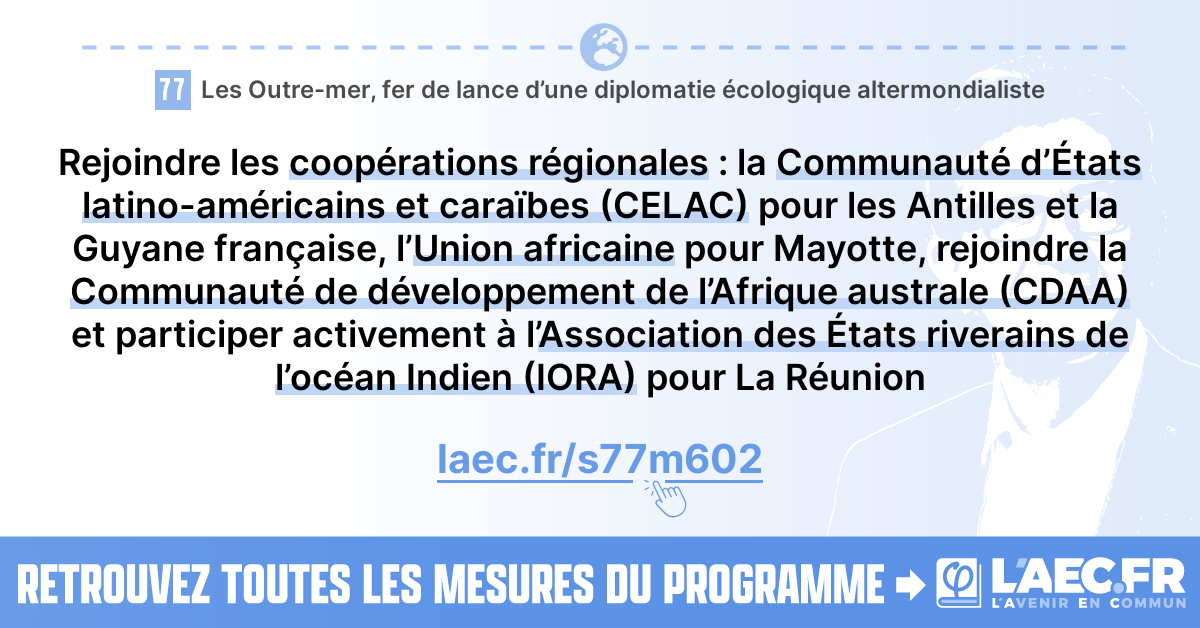 77 Les Outre-mer, fer de lance d’une diplomatie écologique altermondialiste
Rejoindre les coopérations régionales : la Communauté d’États
latino-américains et caraïbes (CELAC) pour les Antilles et la
Guyane française, l’Union africaine pour Mayotte, rejoindre la
Communauté de développement de l’Afrique australe (CDAA)
et participer activement à l’Association des États riverains de
l’océan Indien (IORA) pour La Réunion
laec.fr/s77m602
RETROUVEZ TOUTES LES MESURES DU PROGRAMME
L’AEC.FR
L’AVENIR EN COMMUN